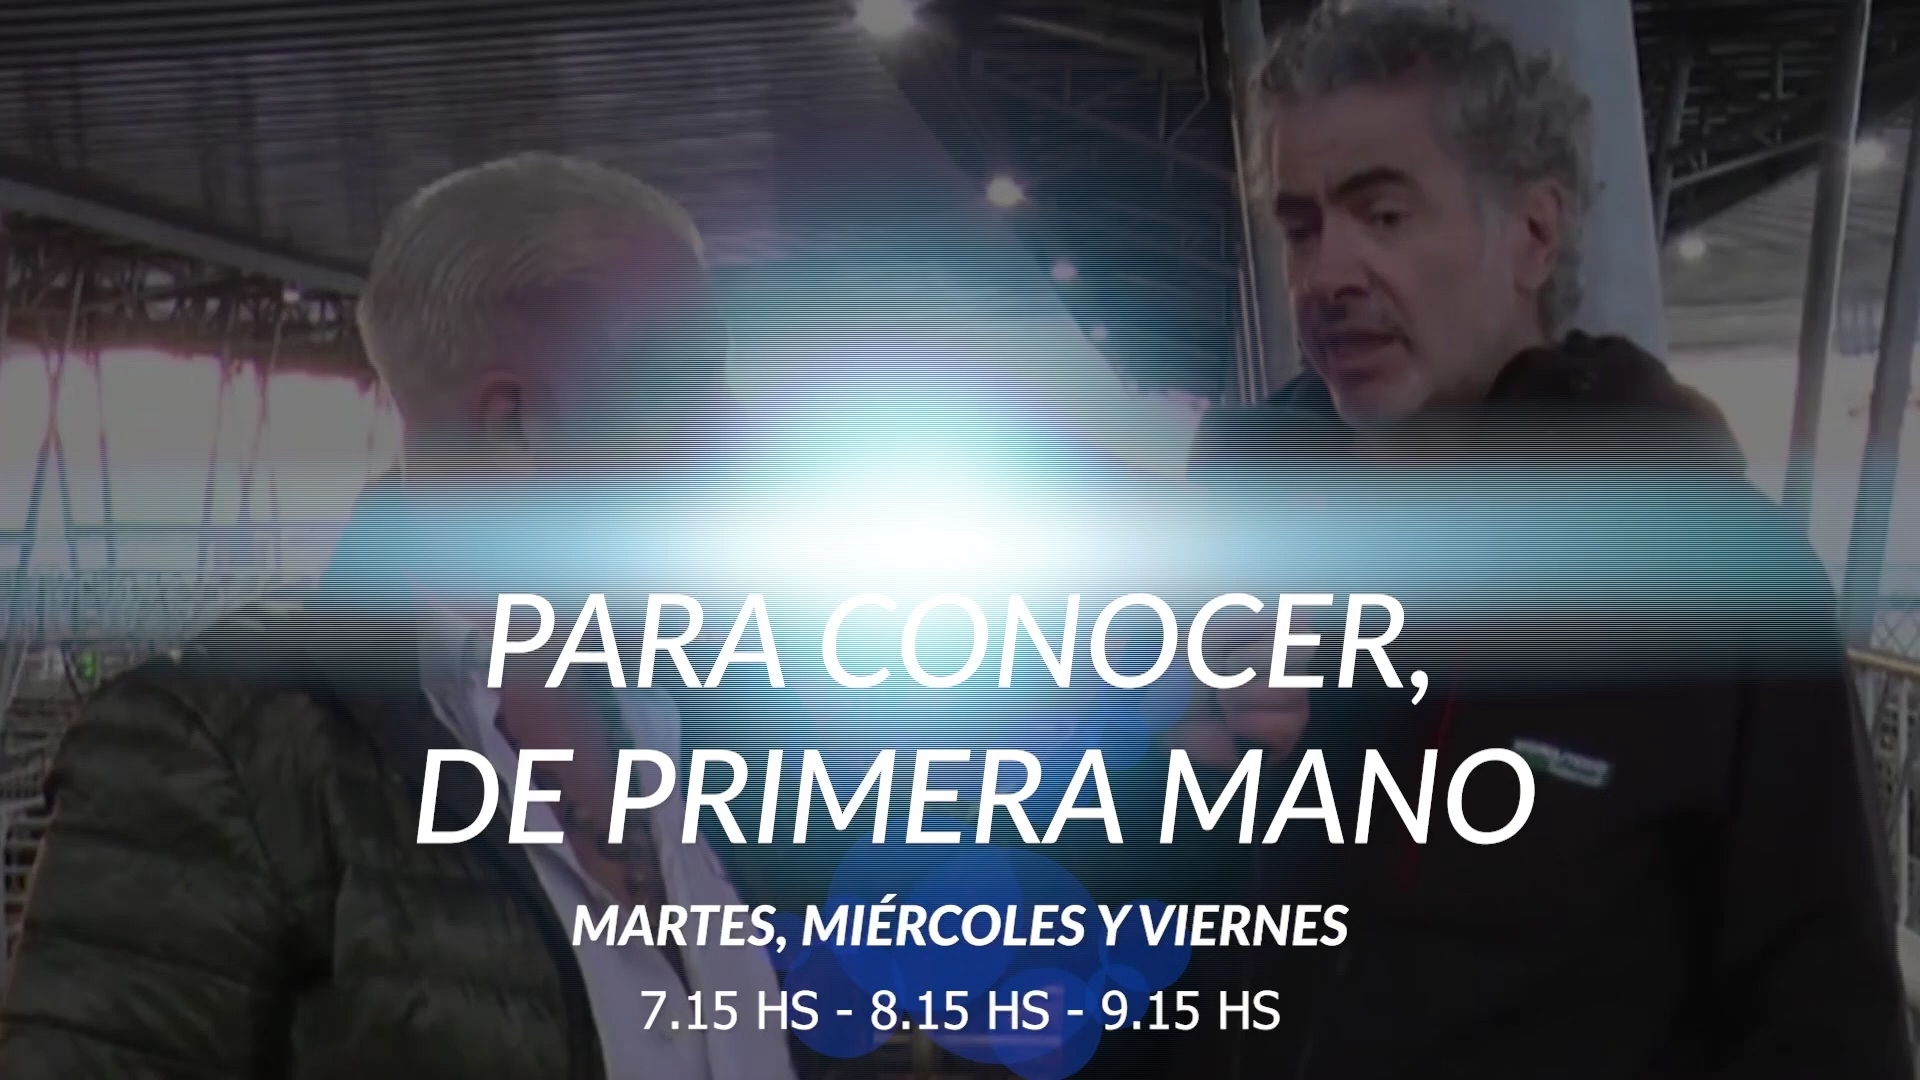 PARA CONOCER,
DE PRIMERA MANO
MARTES, MIÉRCOLES Y VIERNES
7.15 HS - 8.15 HS - 9.15 HS